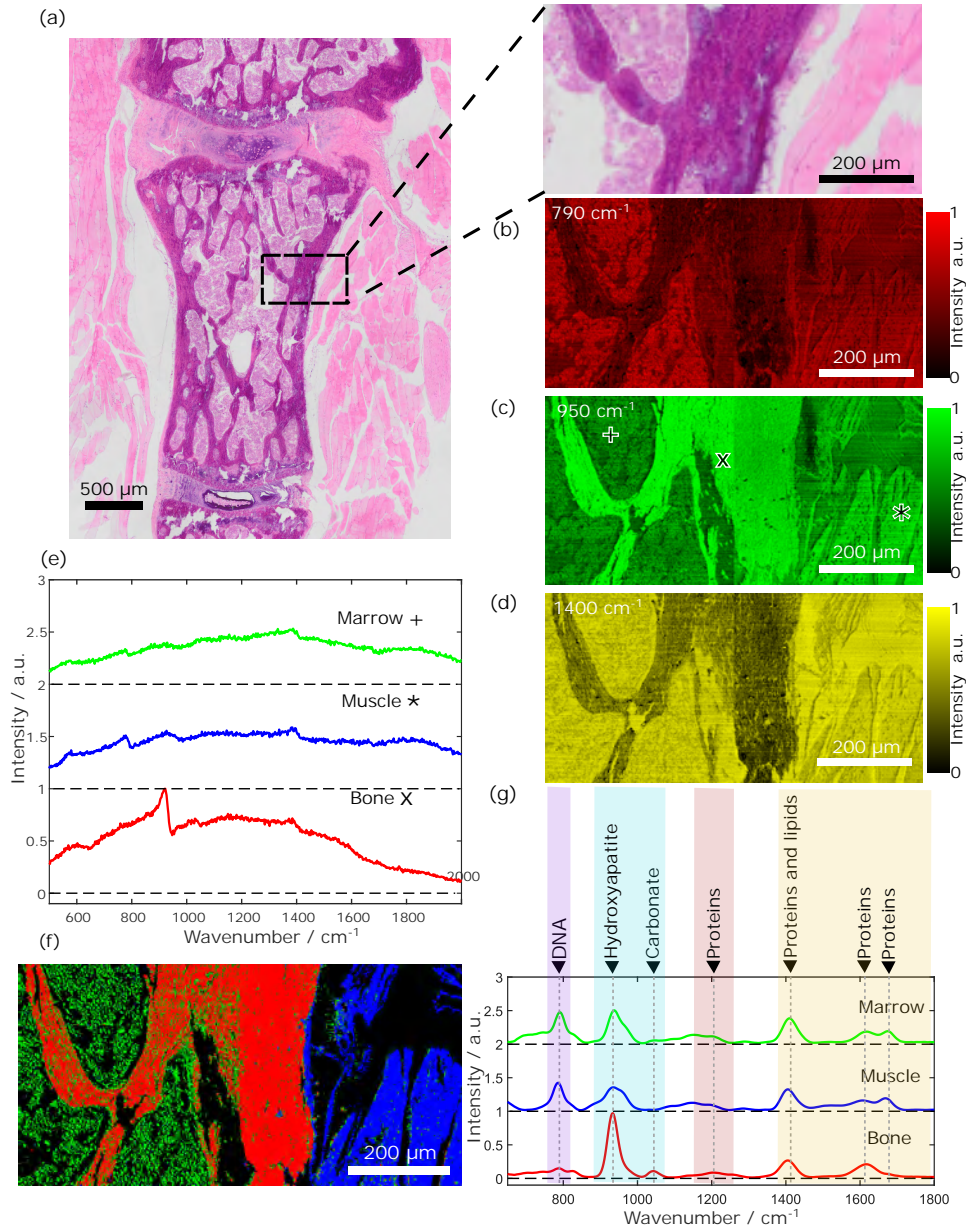 (a)
500 µm
200 µm
(b)
790 cm⁻¹
200 µm
1
Intensity a.u.
0
(c)
950 cm⁻¹
+
x
*
200 µm
1
Intensity a.u.
0
(d)
1400 cm⁻¹
200 µm
1
Intensity a.u.
0
(e)
3
2.5
2
1.5
1
0.5
0
Intensity / a.u.
Marrow +
Muscle *
Bone x
2000
600 800 1000 1200 1400 1600 1800
Wavenumber / cm⁻¹
(f)
200 µm
(g)
DNA
Hydroxyapatite
Carbonate
Proteins
Proteins and lipids
Proteins
Proteins
3
2
2
1
1
0
Intensity / a.u.
Marrow
Muscle
Bone
800 1000 1200 1400 1600 1800
Wavenumber / cm⁻¹